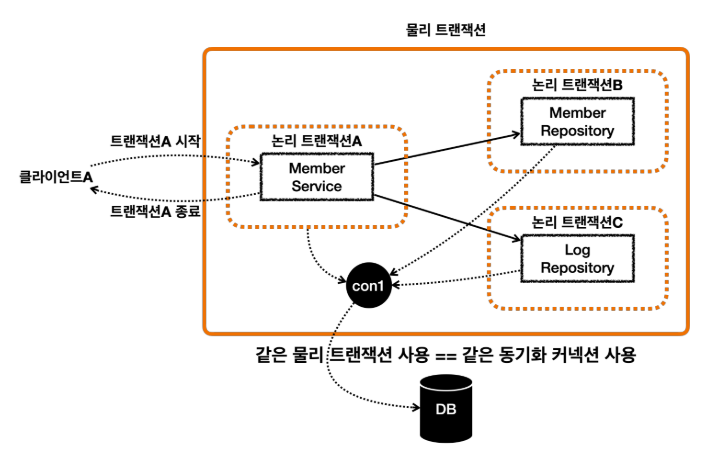 물리 트랜잭션
논리 트랜잭션B
Member
Repository
논리 트랜잭션A
트랜잭션A 시작
Member
Service
클라이언트A
트랜잭션A 종료
논리 트랜잭션C
Log
Repository
con1
같은 물리 트랜잭션 사용 == 같은 동기화 커넥션 사용
DB